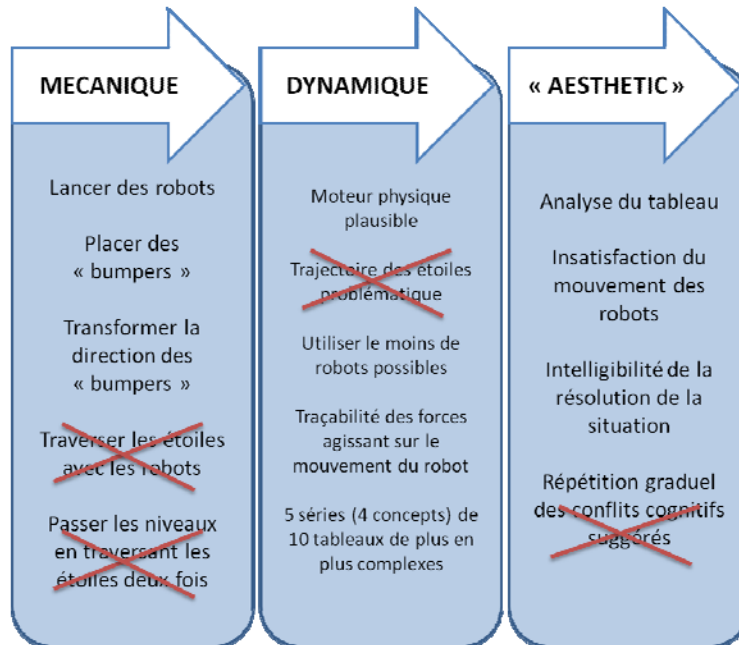 MECANIQUE
Lancer des robots
Placer des
« bumpers »
Transformer la
direction des
« bumpers »
Traverser les étoiles
avec les robots
Passer les niveaux
en traversant les
étoiles deux fois
DYNAMIQUE
Moteur physique
plausible
Trajectoire des étoiles
problématique
Utiliser le moins de
robots possibles
Traçabilité des forces
agissant sur le
mouvement du robot
5 séries (4 concepts) de
10 tableaux de plus en
plus complexes
« AESTHETIC »
Analyse du tableau
Insatisfaction du
mouvement des
robots
Intelligibilité de la
résolution de la
situation
Répétition graduel
des conflits cognitifs
suggérés